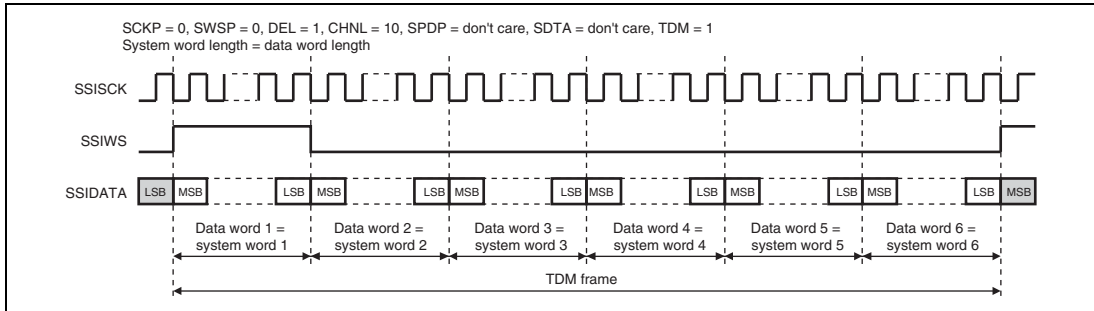 SCKP = 0, SWSP = 0, DEL = 1, CHNL = 10, SPDP = don't care, SDTA = don't care, TDM = 1
System word length = data word length
SSISCK
SSIWS
SSIDATA
LSB MSB LSB MSB LSB MSB LSB MSB LSB MSB LSB MSB LSB MSB
Data word 1 = system word 1
Data word 2 = system word 2
Data word 3 = system word 3
Data word 4 = system word 4
Data word 5 = system word 5
Data word 6 = system word 6
TDM frame